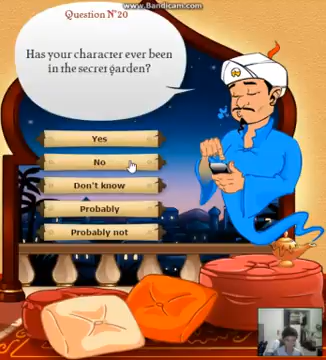 www.Bandicam.com
Question N°20
Has your character ever been
in the secret garden?
Yes
No
Don't know
Probably
Probably not